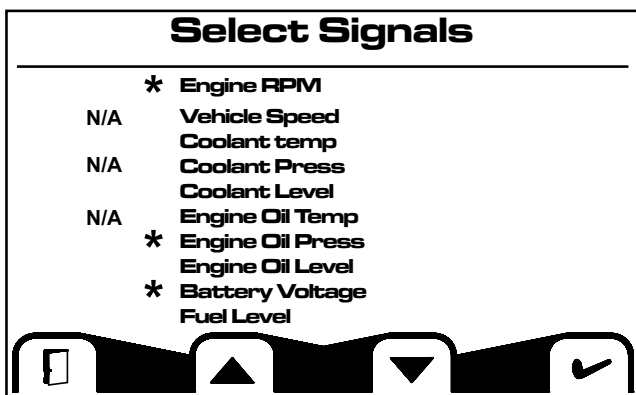 Select Signals
* Engine RPM
N/A Vehicle Speed
Coolant temp
N/A Coolant Press
Coolant Level
N/A Engine Oil Temp
* Engine Oil Press
Engine Oil Level
* Battery Voltage
Fuel Level